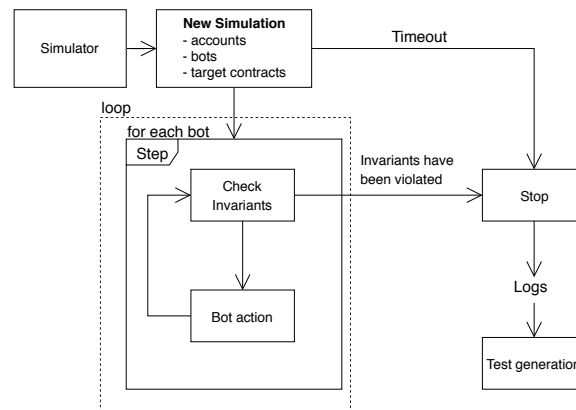 Simulator
New Simulation
- accounts
- bots
- target contracts
Timeout
loop
for each bot
Step
Check
Invariants
Invariants have
been violated
Stop
Bot action
Logs
Test generation